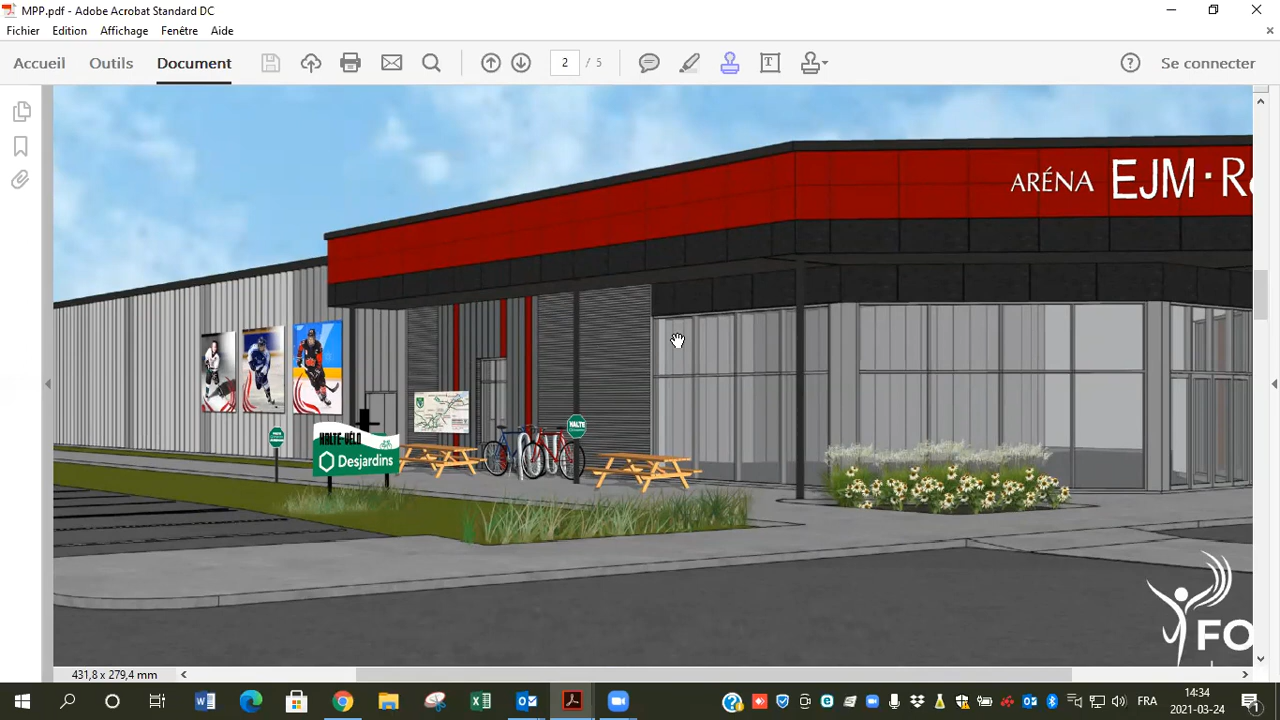 MPP.pdf - Adobe Acrobat Standard DC
Fichier Edition Affichage Fenêtre Aide
Accueil Outils Document 2 / 5 Se connecter
ARÉNA EJM·R
HALTE-VÉLO
Desjardins
HALTE
FO
431,8 x 279,4 mm
FRA
14:34
2021-03-24
1